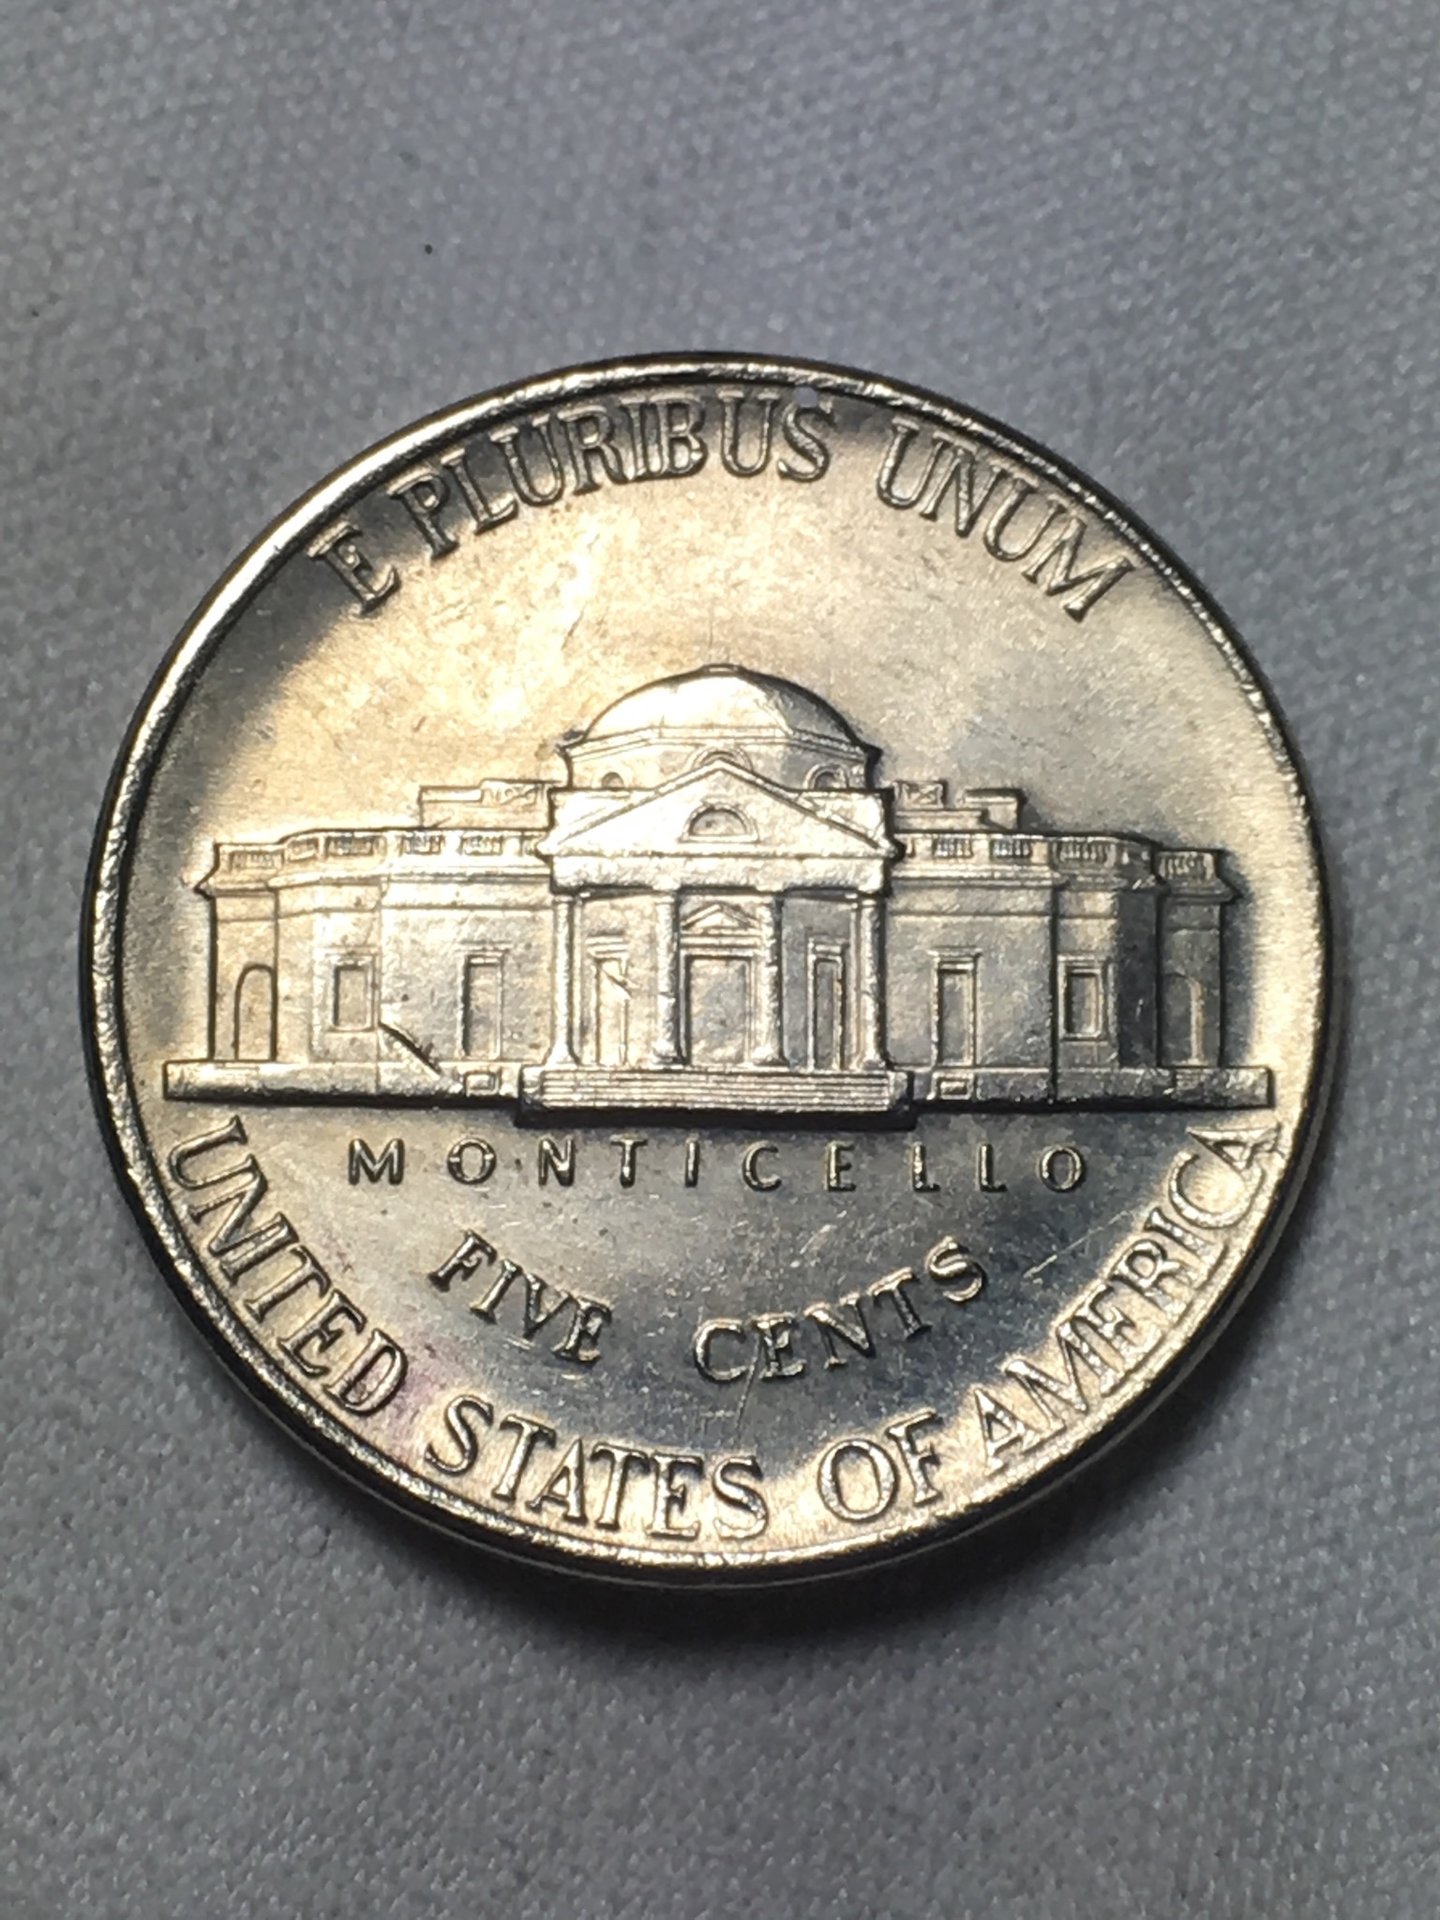 E PLURIBUS UNUM
MONTICELLO
FIVE CENTS
UNITED STATES OF AMERICA